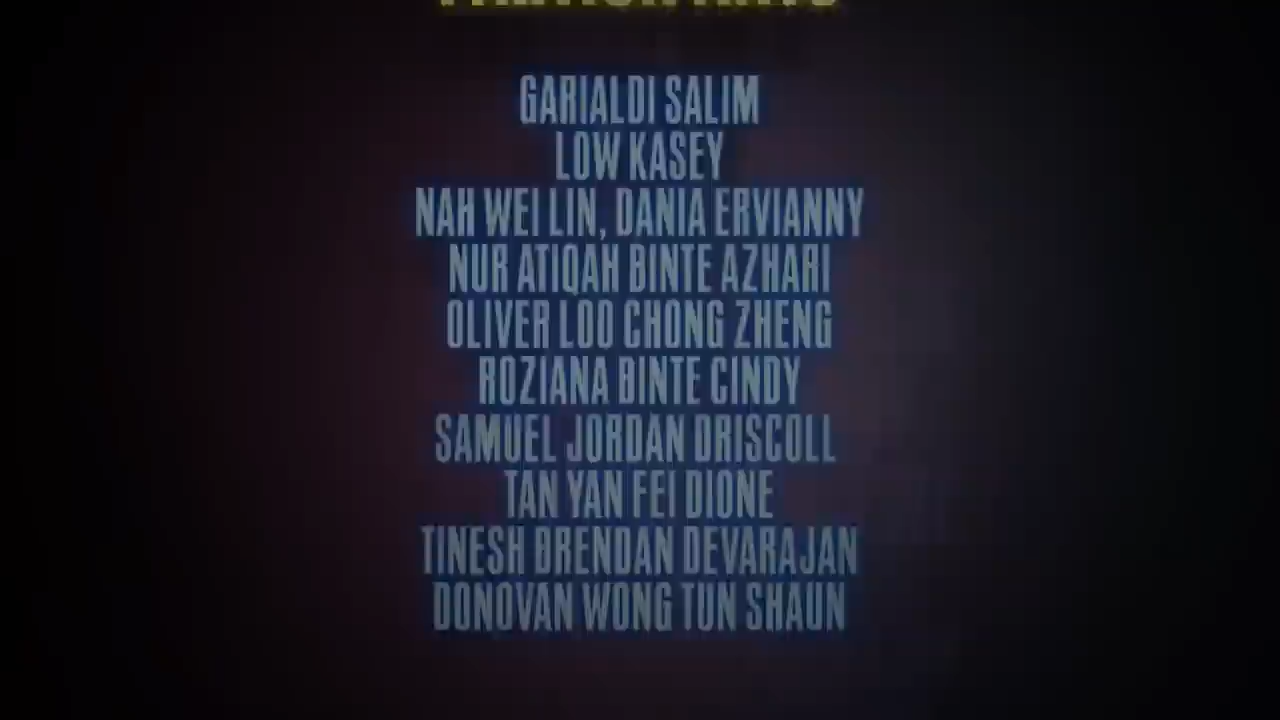 GARIALDI SALIM
LOW KASEY
NAH WEI LIN, DANIA ERVIANNY
NUR ATIQAH BINTE AZHARI
OLIVER LOO CHONG ZHENG
ROZIANA BINTE CINDY
SAMUEL JORDAN DRISCOLL
TAN YAN FEI DIONE
TINESH BRENDAN DEVARAJAN
DONOVAN WONG TUN SHAUN